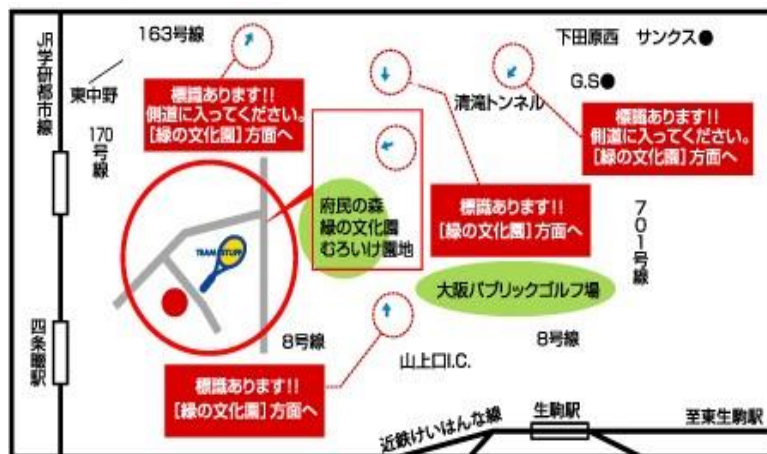 JR学研都市線
163号線
東中野
170号線
標識あります!!
側道に入ってください。
[緑の文化園]方面へ
下田原西 サンクス●
G.S●
清滝トンネル
標識あります!!
側道に入ってください。
[緑の文化園]方面へ
府民の森
緑の文化園
むろいけ園地
標識あります!!
[緑の文化園]方面へ
701号線
TEAM STUFF
大阪パブリックゴルフ場
四条畷駅
8号線
8号線
山上口I.C.
標識あります!!
[緑の文化園]方面へ
近鉄けいはんな線
生駒駅
至東生駒駅